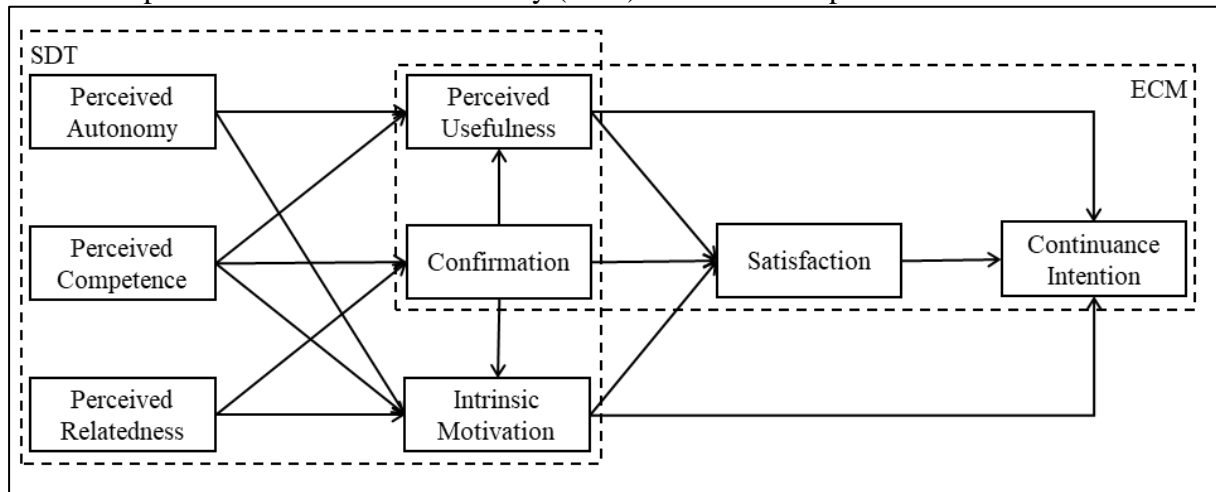 SDT
Perceived
Autonomy
Perceived
Usefulness
ECM
Perceived
Competence
Confirmation
Satisfaction
Continuance
Intention
Perceived
Relatedness
Intrinsic
Motivation